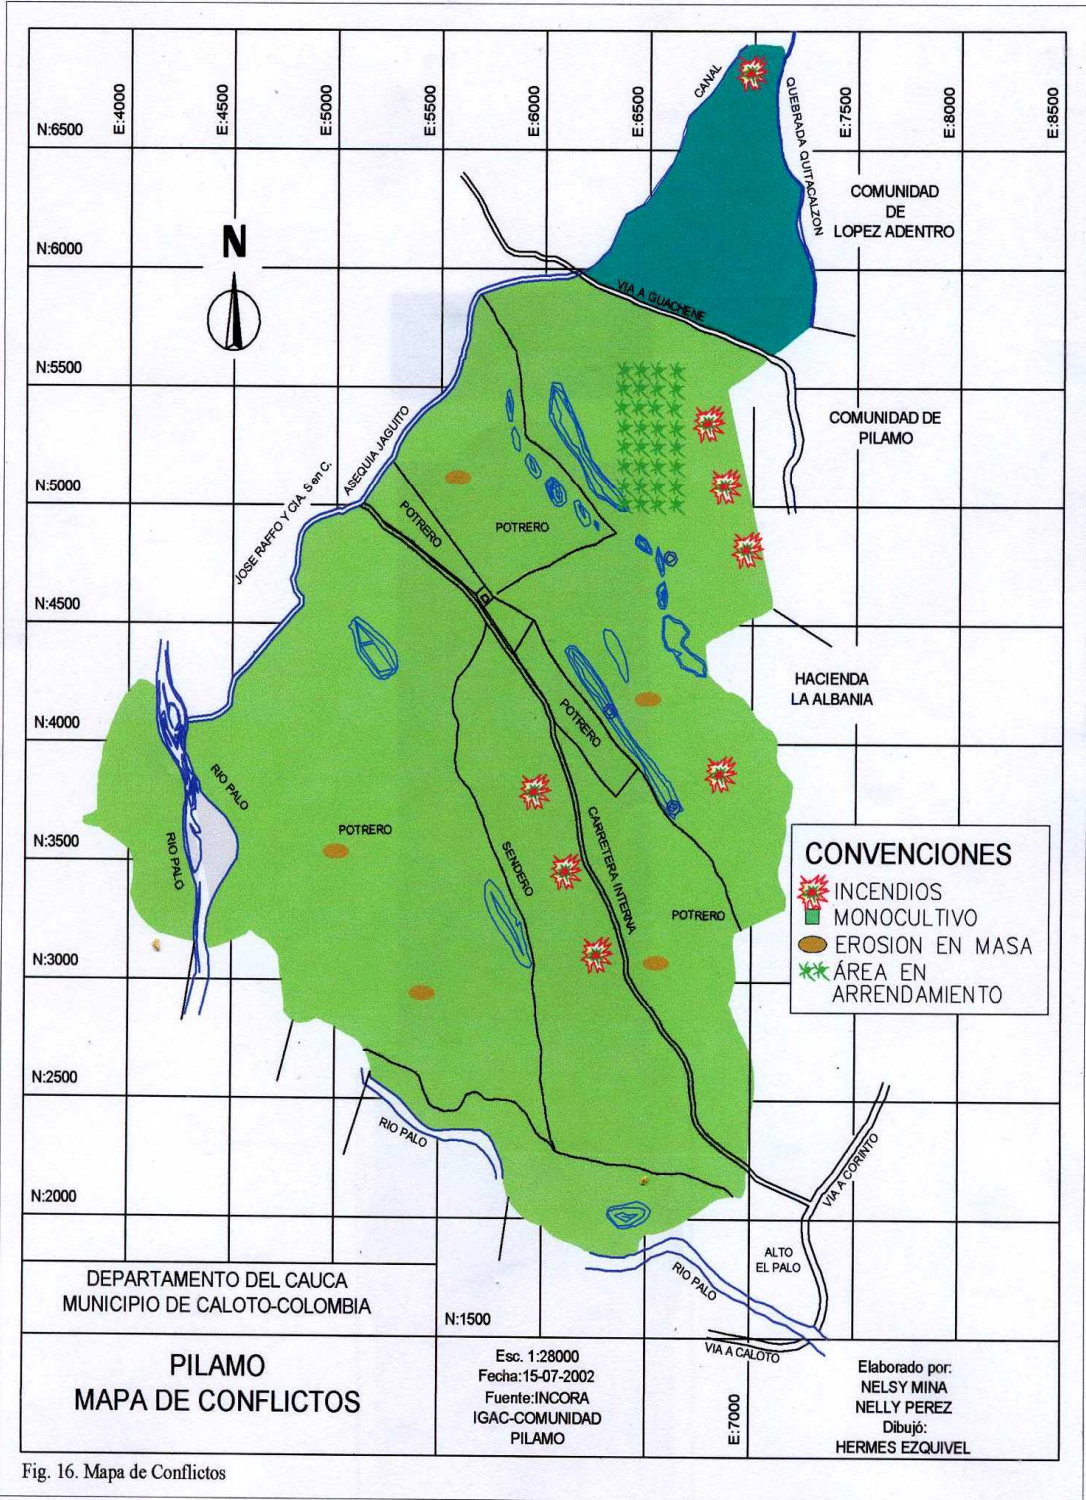 E:4000
E:4500
E:5000
E:5500
E:6000
E:6500
E:7500
E:8000
E:8500
N:6500
N:6000
N:5500
N:5000
N:4500
N:4000
N:3500
N:3000
N:2500
N:2000
N:1500
E:7000
N
CANAL
QUEBRADA QUITACALZON
COMUNIDAD
DE
LOPEZ ADENTRO
VIA A GUACHENE
COMUNIDAD DE
PILAMO
ASEQUIA JAGUITO
JOSE RAFFO Y CIA. S en C.
POTRERO
POTRERO
HACIENDA
LA ALBANIA
POTRERO
RIO PALO
RIO PALO
POTRERO
SENDERO
CARRETERA INTERNA
POTRERO
CONVENCIONES
INCENDIOS
MONOCULTIVO
EROSION EN MASA
ÁREA EN
ARRENDAMIENTO
RIO PALO
VIA A CORINTO
ALTO
EL PALO
RIO PALO
VIA A CALOTO
DEPARTAMENTO DEL CAUCA
MUNICIPIO DE CALOTO-COLOMBIA
PILAMO
MAPA DE CONFLICTOS
Esc. 1:28000
Fecha:15-07-2002
Fuente:INCORA
IGAC-COMUNIDAD
PILAMO
Elaborado por:
NELSY MINA
NELLY PEREZ
Dibujó:
HERMES EZQUIVEL
Fig. 16. Mapa de Conflictos